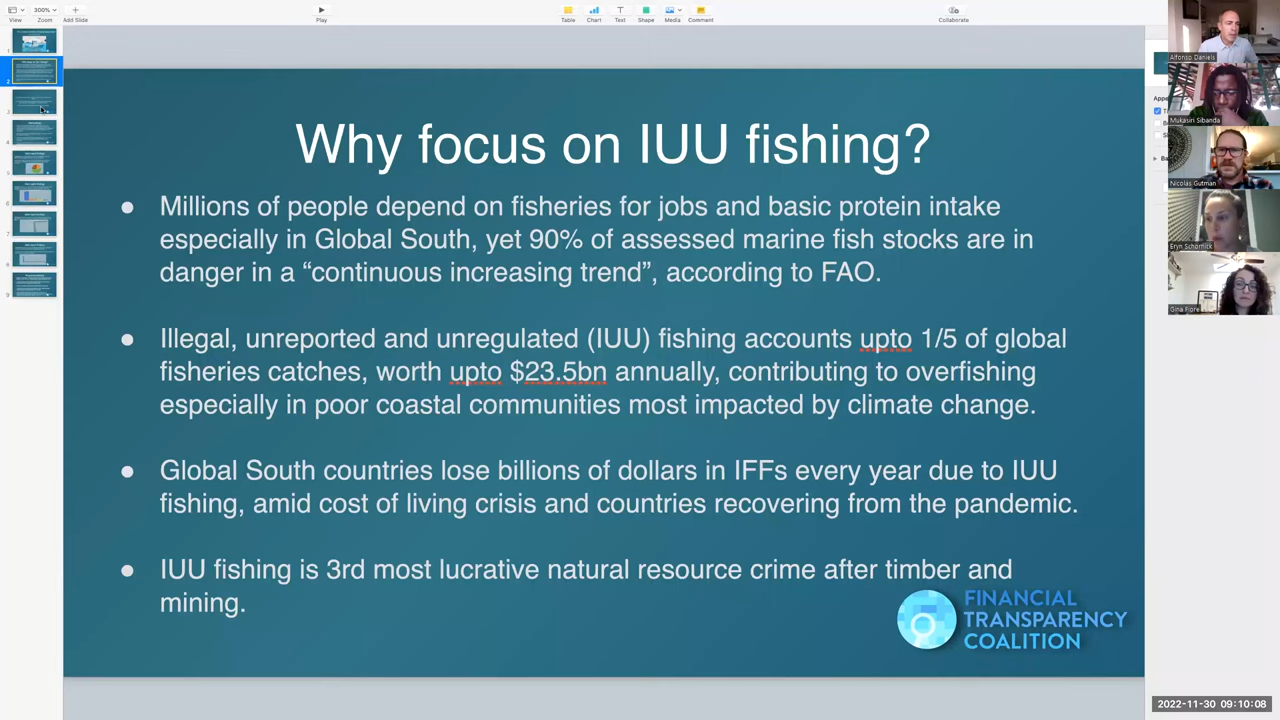 300%
View
Zoom
Add Slide
Play
Table
Chart
Text
Shape
Media
Comment
Collaborate
Why focus on IUU fishing?
Millions of people depend on fisheries for jobs and basic protein intake
especially in Global South, yet 90% of assessed marine fish stocks are in
danger in a “continuous increasing trend”, according to FAO.
Illegal, unreported and unregulated (IUU) fishing accounts upto 1/5 of global
fisheries catches, worth upto $23.5bn annually, contributing to overfishing
especially in poor coastal communities most impacted by climate change.
Global South countries lose billions of dollars in IFFs every year due to IUU
fishing, amid cost of living crisis and countries recovering from the pandemic.
IUU fishing is 3rd most lucrative natural resource crime after timber and
mining.
FINANCIAL
TRANSPARENCY
COALITION
Alfonso Daniels
Mukasiri Sibanda
Nicolás Gutman
Eryn Schornick
Gina Fiore
2022-11-30 09:10:08